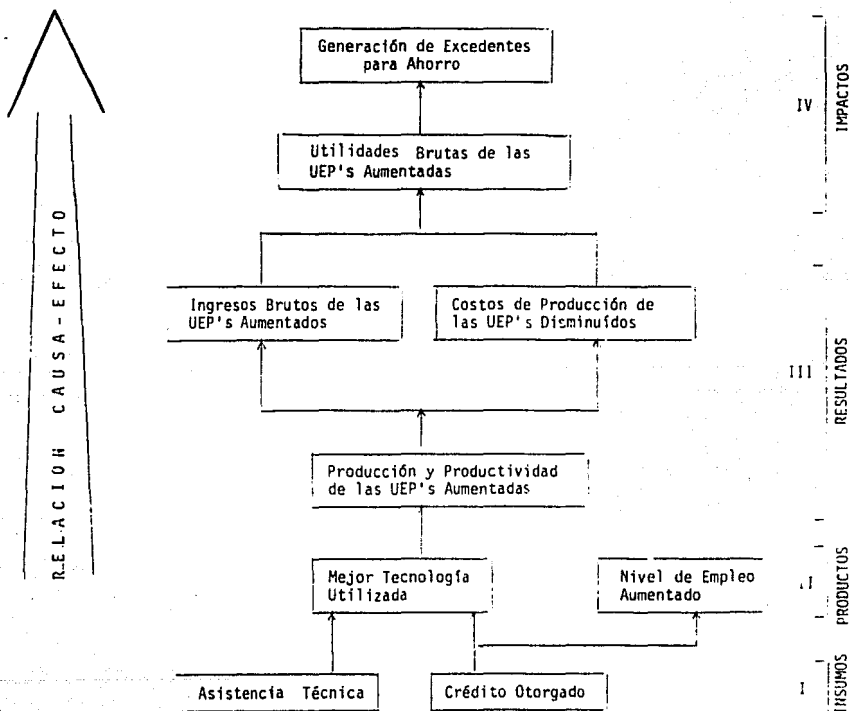 Generación de Excedentes
para Ahorro
IV
IMPACTOS
Utilidades Brutas de las
UEP's Aumentadas
RELACION CAUSA-EFECTO
Ingresos Brutos de las
UEP's Aumentados
Costos de Producción de
las UEP's Disminuídos
III
RESULTADOS
Producción y Productividad
de las UEP's Aumentadas
Mejor Tecnología
Utilizada
Nivel de Empleo
Aumentado
II
PRODUCTOS
Asistencia Técnica
Crédito Otorgado
I
INSUMOS